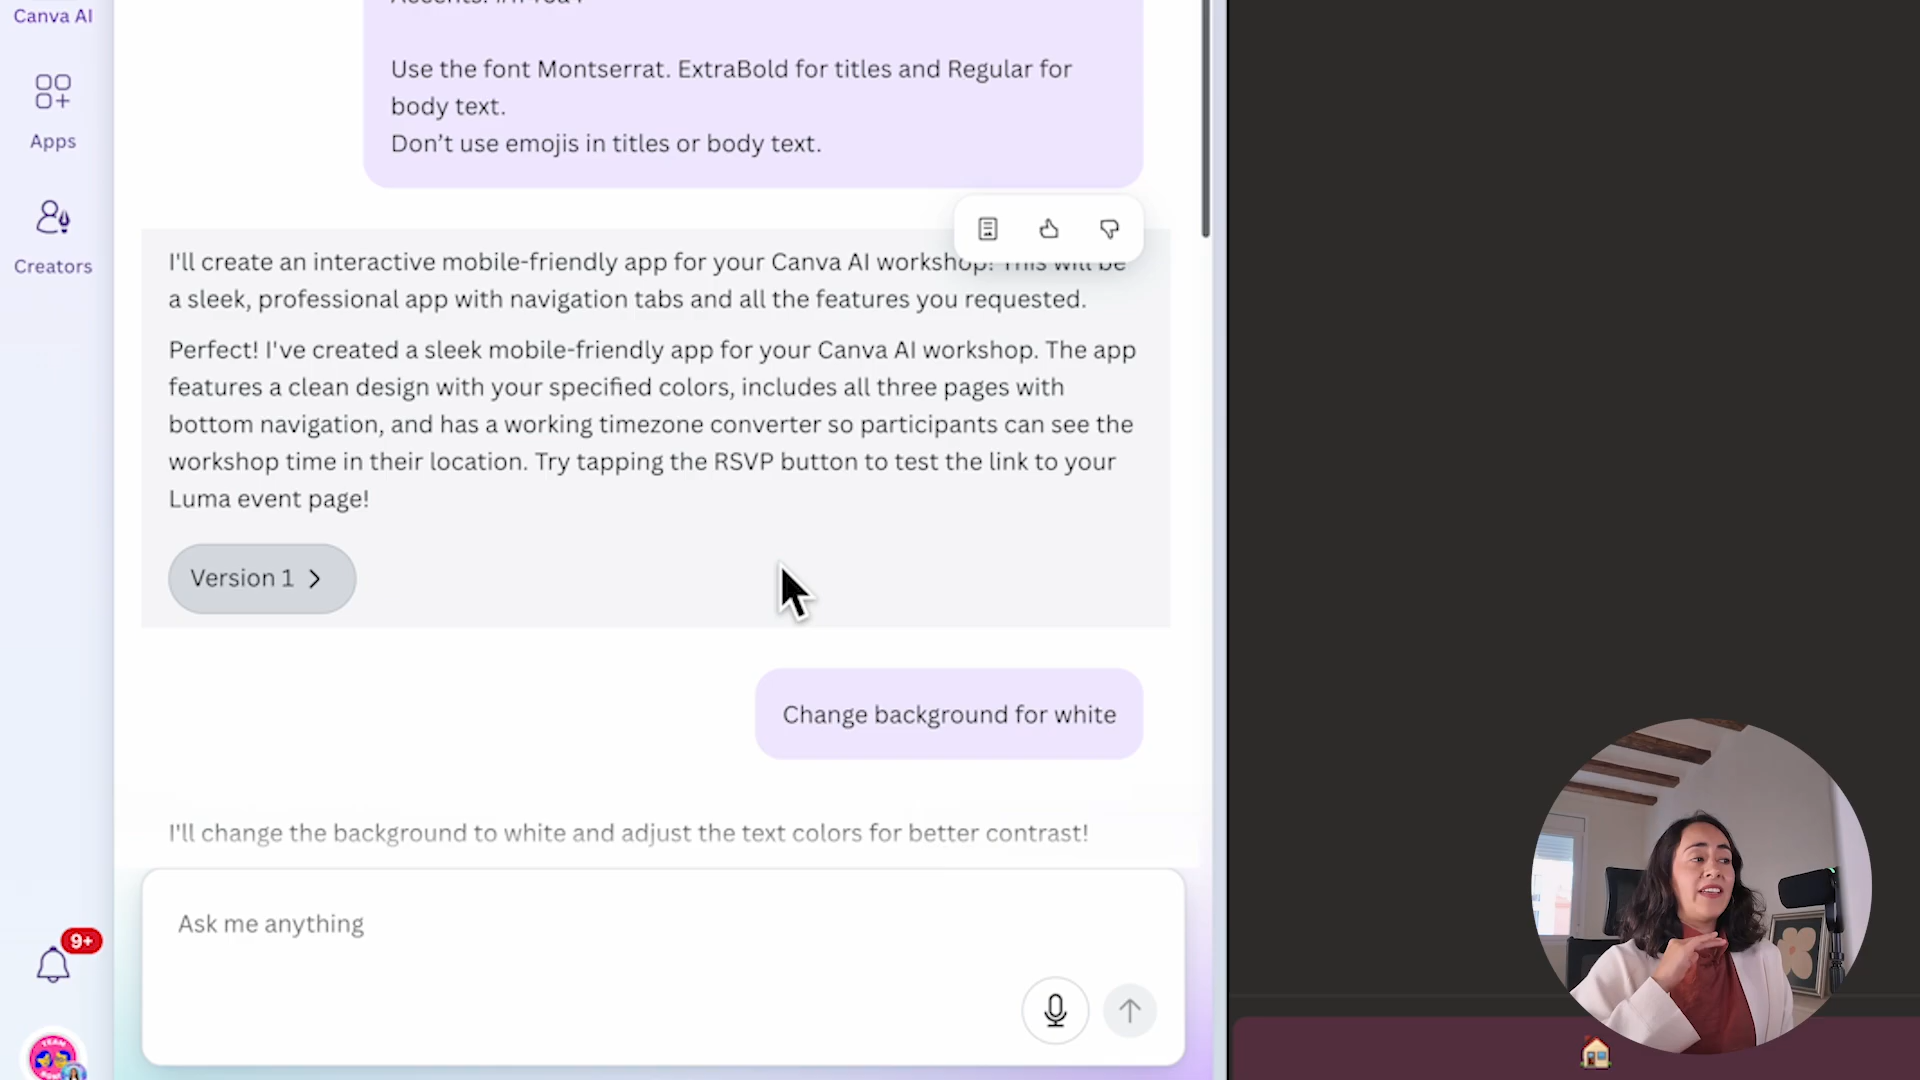 Canva AI
Apps
Creators
9+
Use the font Montserrat. ExtraBold for titles and Regular for
body text.
Don’t use emojis in titles or body text.
I'll create an interactive mobile-friendly app for your Canva AI workshop! This will be
a sleek, professional app with navigation tabs and all the features you requested.
Perfect! I've created a sleek mobile-friendly app for your Canva AI workshop. The app
features a clean design with your specified colors, includes all three pages with
bottom navigation, and has a working timezone converter so participants can see the
workshop time in their location. Try tapping the RSVP button to test the link to your
Luma event page!
Version 1
Change background for white
I'll change the background to white and adjust the text colors for better contrast!
Ask me anything
TEAM